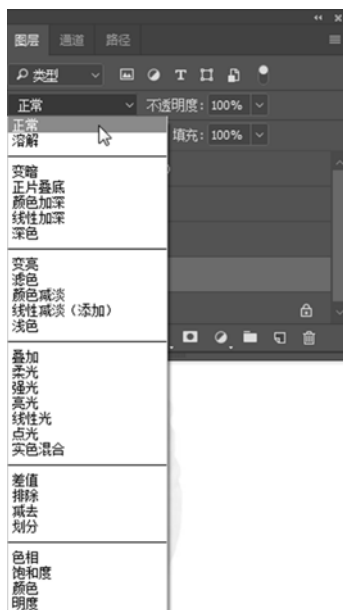 图层 通道 路径
类型
正常 不透明度: 100%
填充: 100%
正常
溶解
变暗
正片叠底
颜色加深
线性加深
深色
变亮
滤色
颜色减淡
线性减淡（添加）
浅色
叠加
柔光
强光
亮光
线性光
点光
实色混合
差值
排除
减去
划分
色相
饱和度
颜色
明度